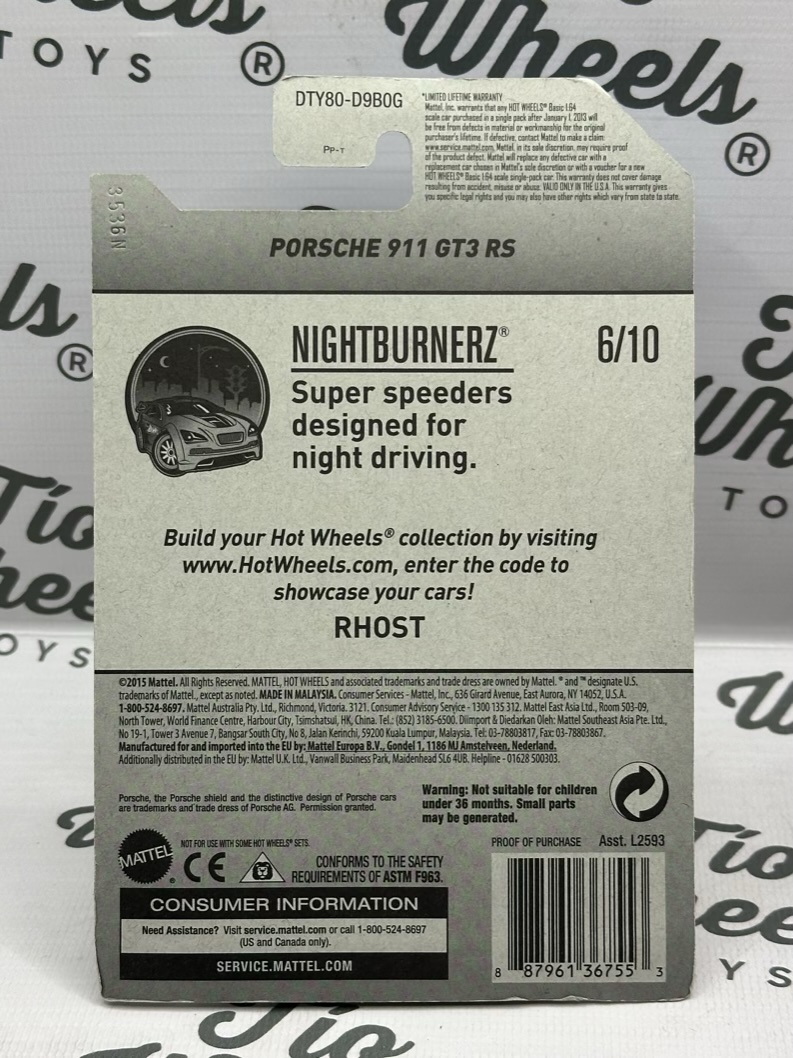 Wheels
TOYS
®
®
DTY80-D9B0G
PP-T
*LIMITED LIFETIME WARRANTY
Mattel, Inc. warrants that any HOT WHEELS® Basic 1:64
scale car purchased in a single pack after January 1, 2013 will
be free from defects in material or workmanship for the original
purchaser's lifetime. If defective, contact Mattel to make a claim:
www.service.mattel.com. Mattel, in its sole discretion, may require proof
of the product defect. Mattel will replace any defective car with a
replacement car chosen in Mattel's sole discretion or with a voucher for a new
HOT WHEELS® Basic 1:64 scale single-pack car. This warranty does not cover damage
resulting from accident, misuse or abuse. VALID ONLY IN THE U.S.A. This warranty gives
you specific legal rights and you may also have other rights which vary from state to state.
3536N
PORSCHE 911 GT3 RS
NIGHTBURNERZ®
6/10
Super speeders
designed for
night driving.
Build your Hot Wheels® collection by visiting
www.HotWheels.com, enter the code to
showcase your cars!
RHOST
©2015 Mattel. All Rights Reserved. MATTEL, HOT WHEELS and associated trademarks and trade dress are owned by Mattel. ® and ™ designate U.S.
trademarks of Mattel, except as noted. MADE IN MALAYSIA. Consumer Services - Mattel, Inc., 636 Girard Avenue, East Aurora, NY 14052, U.S.A.
1-800-524-8697. Mattel Australia Pty. Ltd., Richmond, Victoria. 3121. Consumer Advisory Service - 1300 135 312. Mattel East Asia Ltd., Room 503-09,
North Tower, World Finance Centre, Harbour City, Tsimshatsui, HK, China. Tel.: (852) 3185-6500. Diimport & Diedarkan Oleh: Mattel Southeast Asia Pte. Ltd.,
No 19-1, Tower 3 Avenue 7, Bangsar South City, No 8, Jalan Kerinchi, 59200 Kuala Lumpur, Malaysia. Tel: 03-78803817, Fax: 03-78803867.
Manufactured for and imported into the EU by: Mattel Europa B.V., Gondel 1, 1186 MJ Amstelveen, Nederland.
Additionally distributed in the EU by: Mattel U.K. Ltd., Vanwall Business Park, Maidenhead SL6 4UB. Helpline - 01628 500303.
Porsche, the Porsche shield and the distinctive design of Porsche cars
are trademarks and trade dress of Porsche AG. Permission granted.
Warning: Not suitable for children
under 36 months. Small parts
may be generated.
MATTEL®
NOT FOR USE WITH SOME HOT WHEELS® SETS.
CE
CONFORMS TO THE SAFETY
REQUIREMENTS OF ASTM F963.
PROOF OF PURCHASE Asst. L2593
CONSUMER INFORMATION
Need Assistance? Visit service.mattel.com or call 1-800-524-8697
(US and Canada only).
SERVICE.MATTEL.COM
8 87961 36755 3
Tio